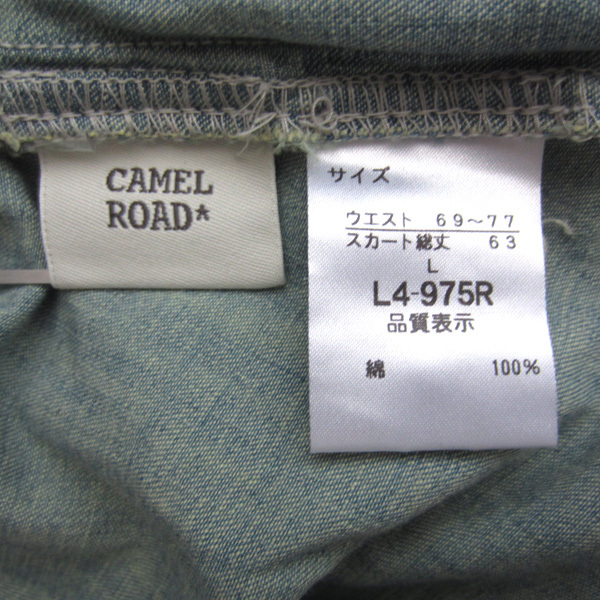 CAMEL
ROAD*
サイズ
ウエスト 69~77
スカート総丈 63
L
L4-975R
品質表示
綿 100%